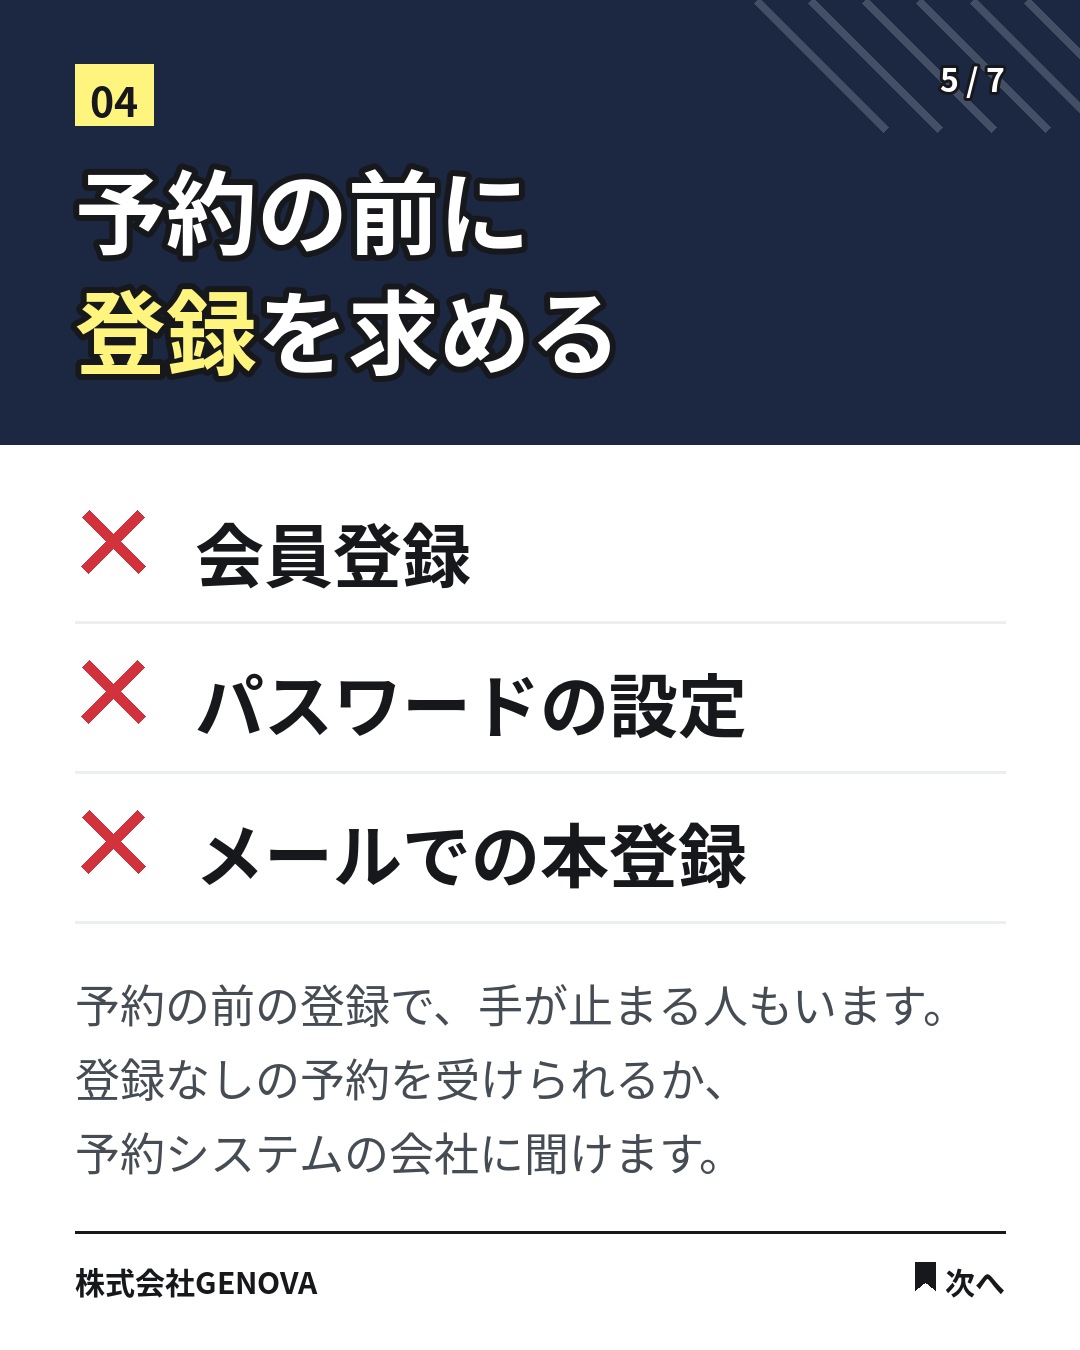 04
5 / 7
予約の前に
登録を求める
会員登録
パスワードの設定
メールでの本登録
予約の前の登録で、手が止まる人もいます。
登録なしの予約を受けられるか、
予約システムの会社に聞けます。
株式会社GENOVA
次へ